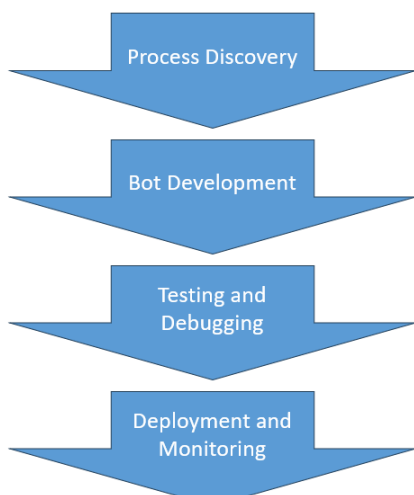 Process Discovery
Bot Development
Testing and
Debugging
Deployment and
Monitoring